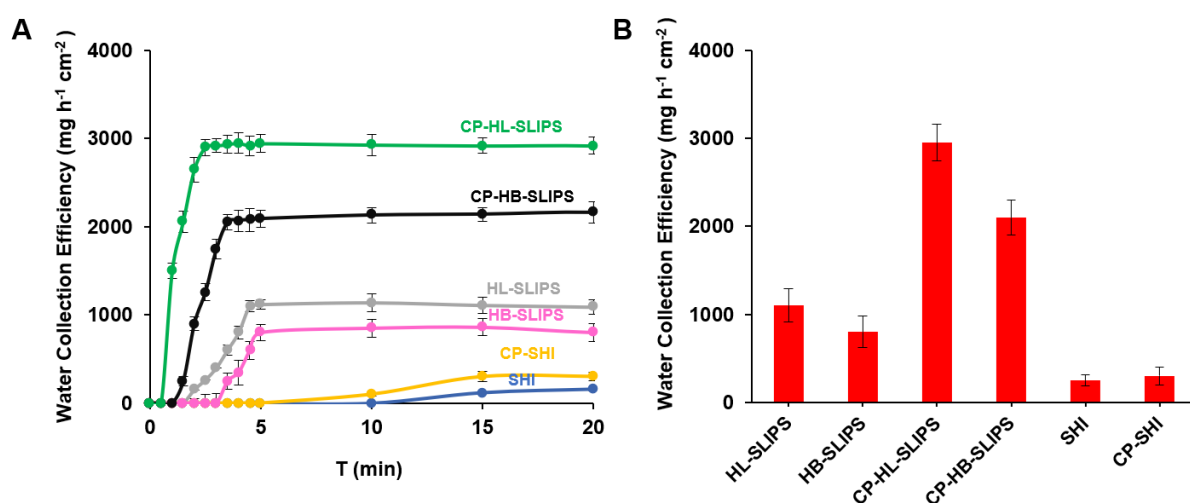 A
Water Collection Efficiency (mg h⁻¹ cm⁻²)
4000
3000
2000
1000
0
CP-HL-SLIPS
CP-HB-SLIPS
HL-SLIPS
HB-SLIPS
CP-SHI
SHI
0 5 10 15 20
T (min)
B
Water Collection Efficiency (mg h⁻¹ cm⁻²)
4000
3000
2000
1000
0
HL-SLIPS
HB-SLIPS
CP-HL-SLIPS
CP-HB-SLIPS
SHI
CP-SHI